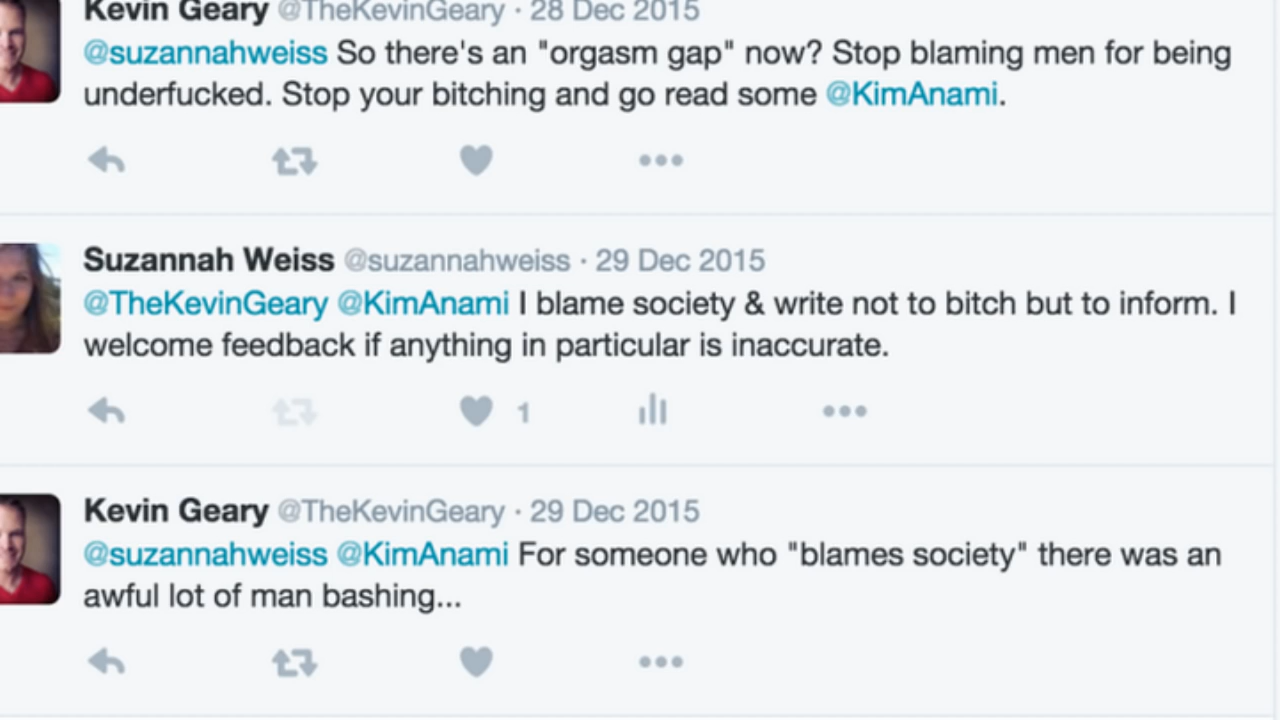 Kevin Geary @TheKevinGeary · 28 Dec 2015
@suzannahweiss So there's an "orgasm gap" now? Stop blaming men for being
underfucked. Stop your bitching and go read some @KimAnami.
Suzannah Weiss @suzannahweiss · 29 Dec 2015
@TheKevinGeary @KimAnami I blame society & write not to bitch but to inform. I
welcome feedback if anything in particular is inaccurate.
1
Kevin Geary @TheKevinGeary · 29 Dec 2015
@suzannahweiss @KimAnami For someone who "blames society" there was an
awful lot of man bashing...